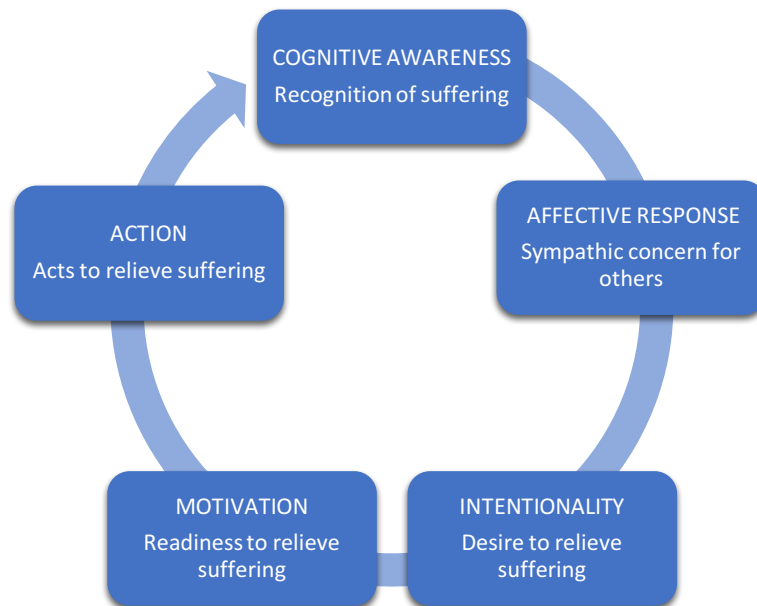 COGNITIVE AWARENESS
Recognition of suffering
AFFECTIVE RESPONSE
Sympathic concern for
others
INTENTIONALITY
Desire to relieve
suffering
MOTIVATION
Readiness to relieve
suffering
ACTION
Acts to relieve suffering